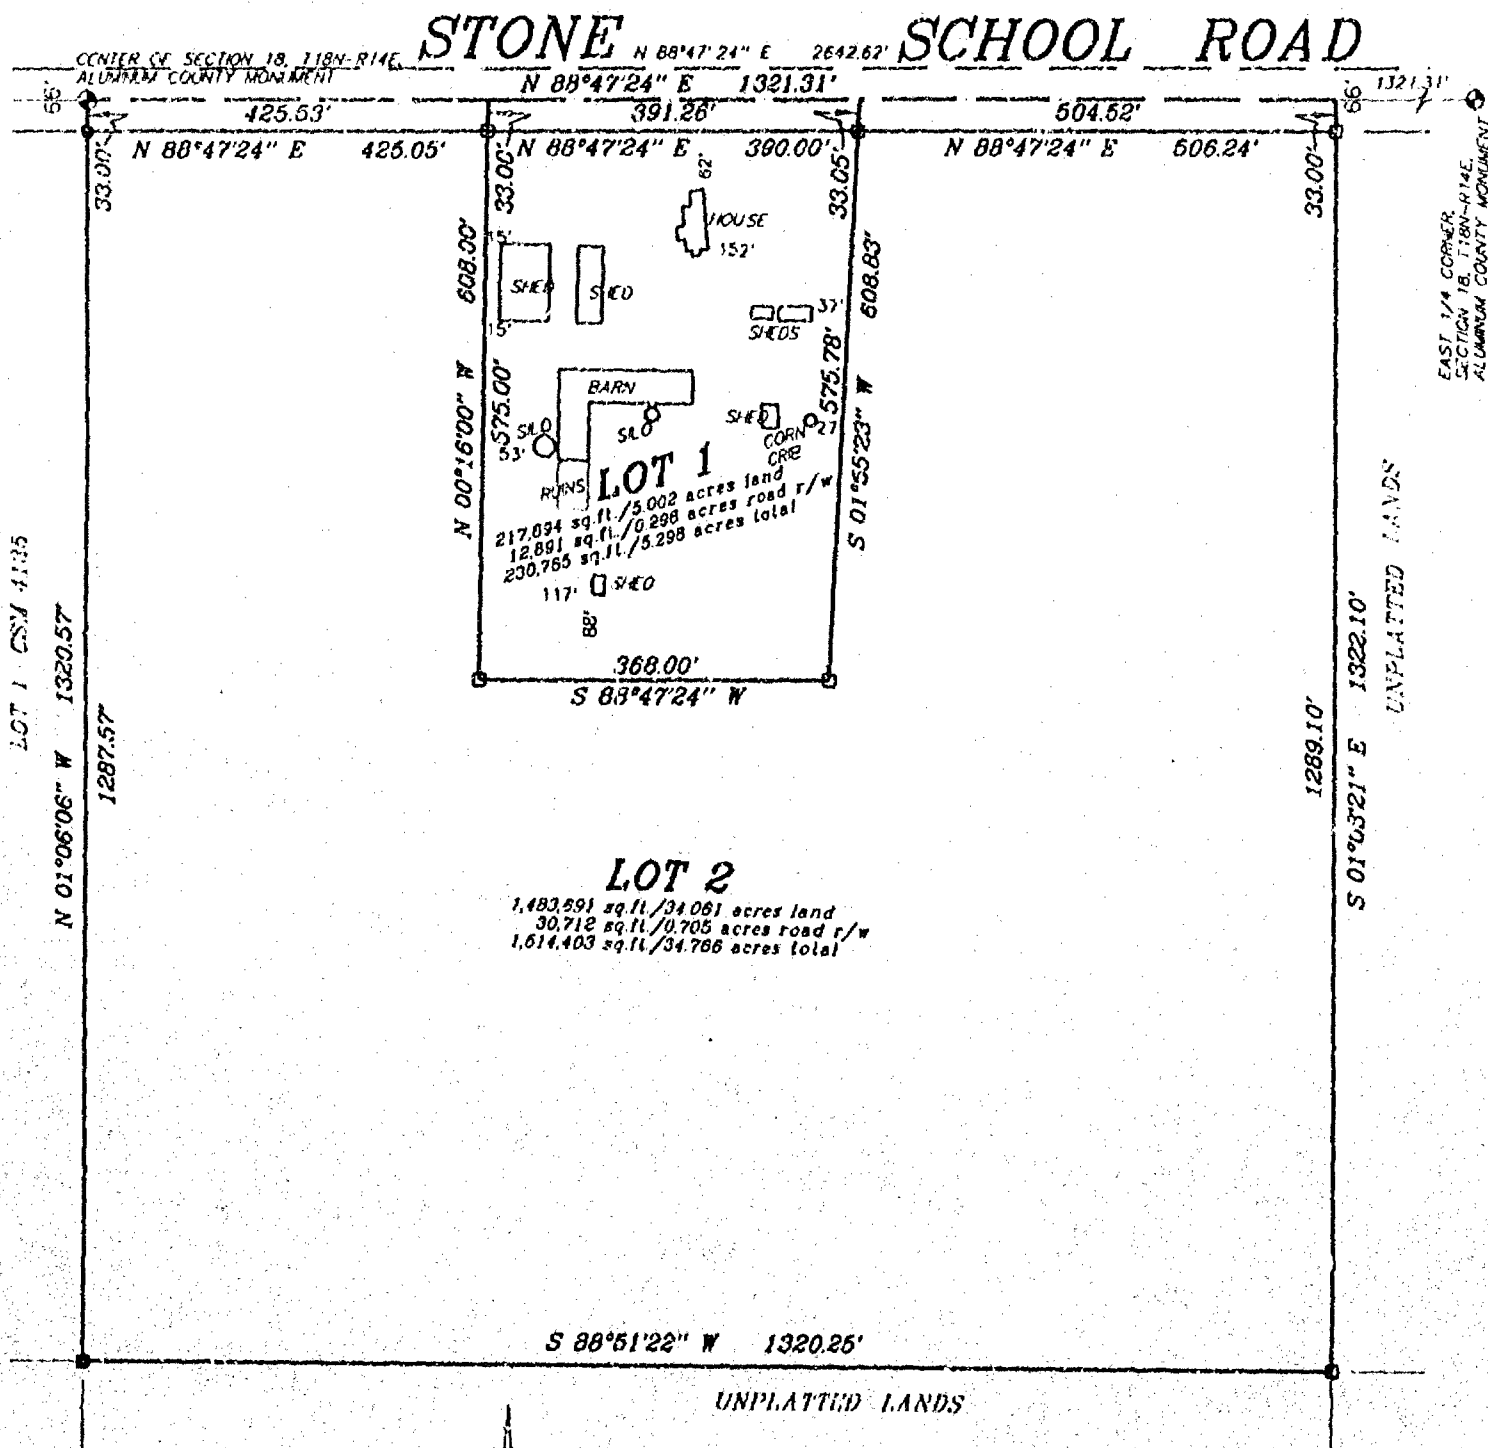 STONE SCHOOL ROAD
N 88°47'24" E 2642.62'
CENTER OF SECTION 18, T18N-R14E,
ALUMINUM COUNTY MONUMENT
N 88°47'24" E 1321.31'
1321.31'
66'
66'
425.53'
391.26'
504.52'
N 88°47'24" E 425.05'
N 88°47'24" E 390.00'
N 88°47'24" E 506.24'
33.00'
33.00'
33.05'
33.00'
EAST 1/4 CORNER,
SECTION 18, T18N-R14E,
ALUMINUM COUNTY MONUMENT
62'
HOUSE
152'
15'
SHED
SHED
15'
37'
SHEDS
608.00'
575.00'
N 00°16'00" W
608.83'
575.78'
S 01°55'23" W
BARN
SILO
53'
SILO
SHED
CORN
CRIB
27'
RUINS
LOT 1
217,894 sq.ft./5.002 acres land
12,891 sq.ft./0.296 acres road r/w
230,785 sq.ft./5.298 acres total
117'
SHED
88'
368.00'
S 88°47'24" W
LOT 1 CSM 4185
N 01°06'06" W 1320.57'
1287.57'
1289.10'
S 01°03'21" E 1322.10'
UNPLATTED LANDS
LOT 2
1,483,691 sq.ft./34.061 acres land
30,712 sq.ft./0.705 acres road r/w
1,514,403 sq.ft./34.766 acres total
S 88°51'22" W 1320.25'
UNPLATTED LANDS